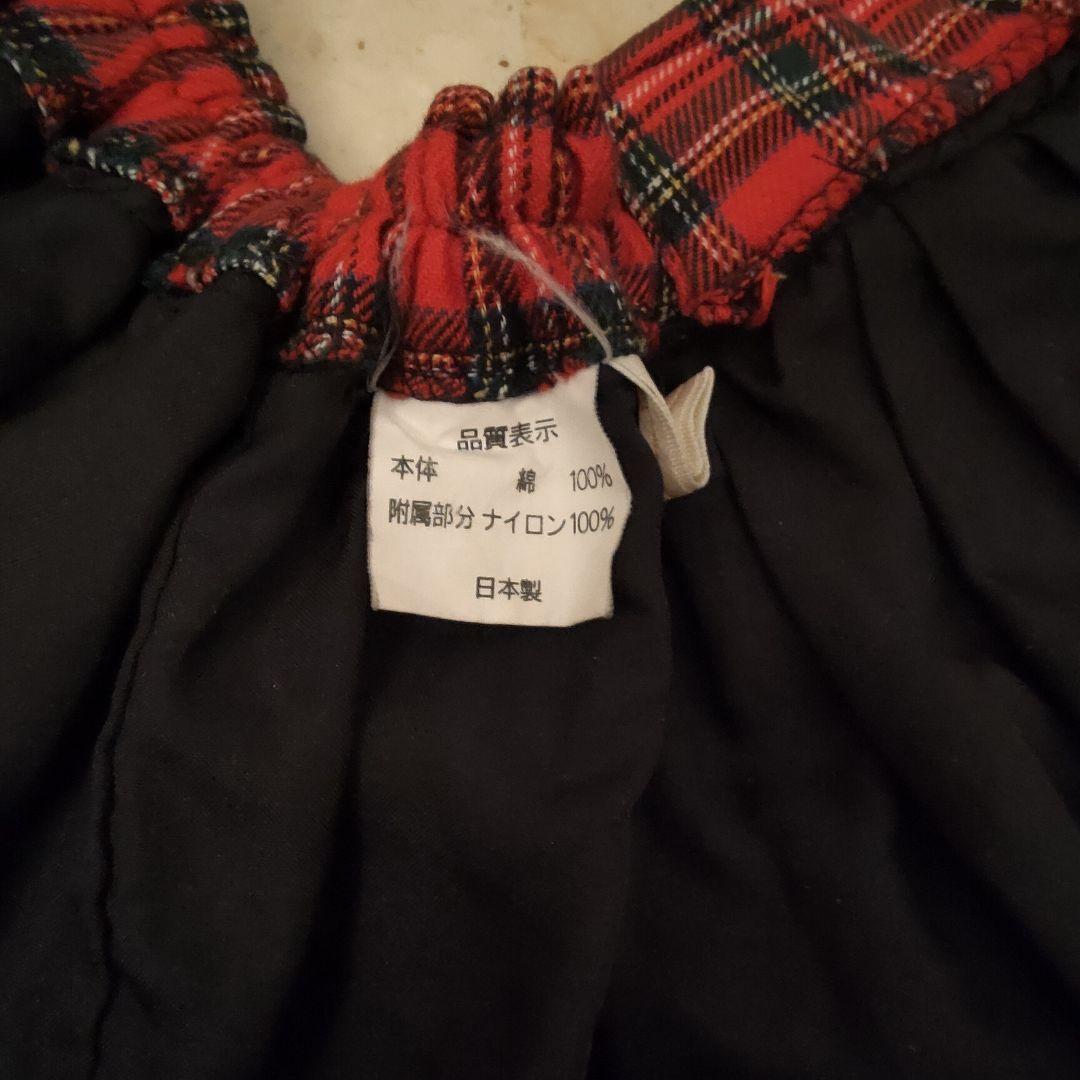 品質表示
本体 綿 100%
附属部分 ナイロン100%
日本製